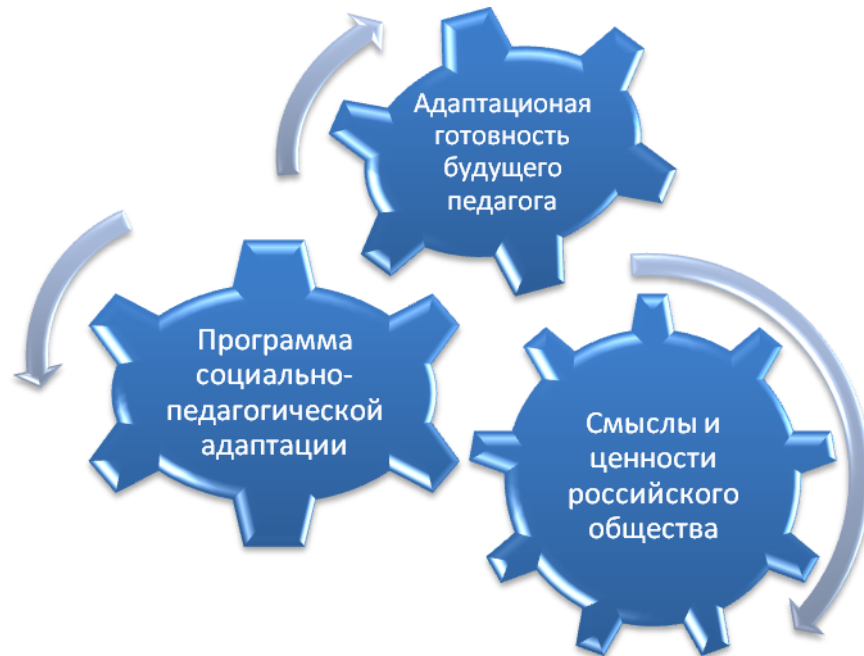 Адаптационая
готовность
будущего
педагога
Программа
социально-
педагогической
адаптации
Смыслы и
ценности
российского
общества